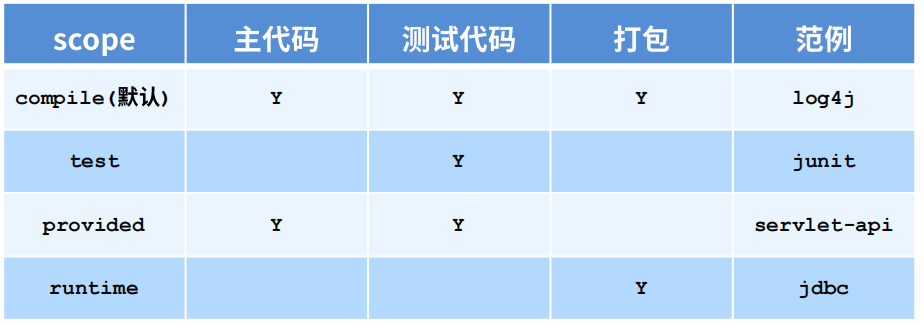 scope 主代码 测试代码 打包 范例
compile(默认) Y Y Y log4j
test Y junit
provided Y Y servlet-api
runtime Y jdbc